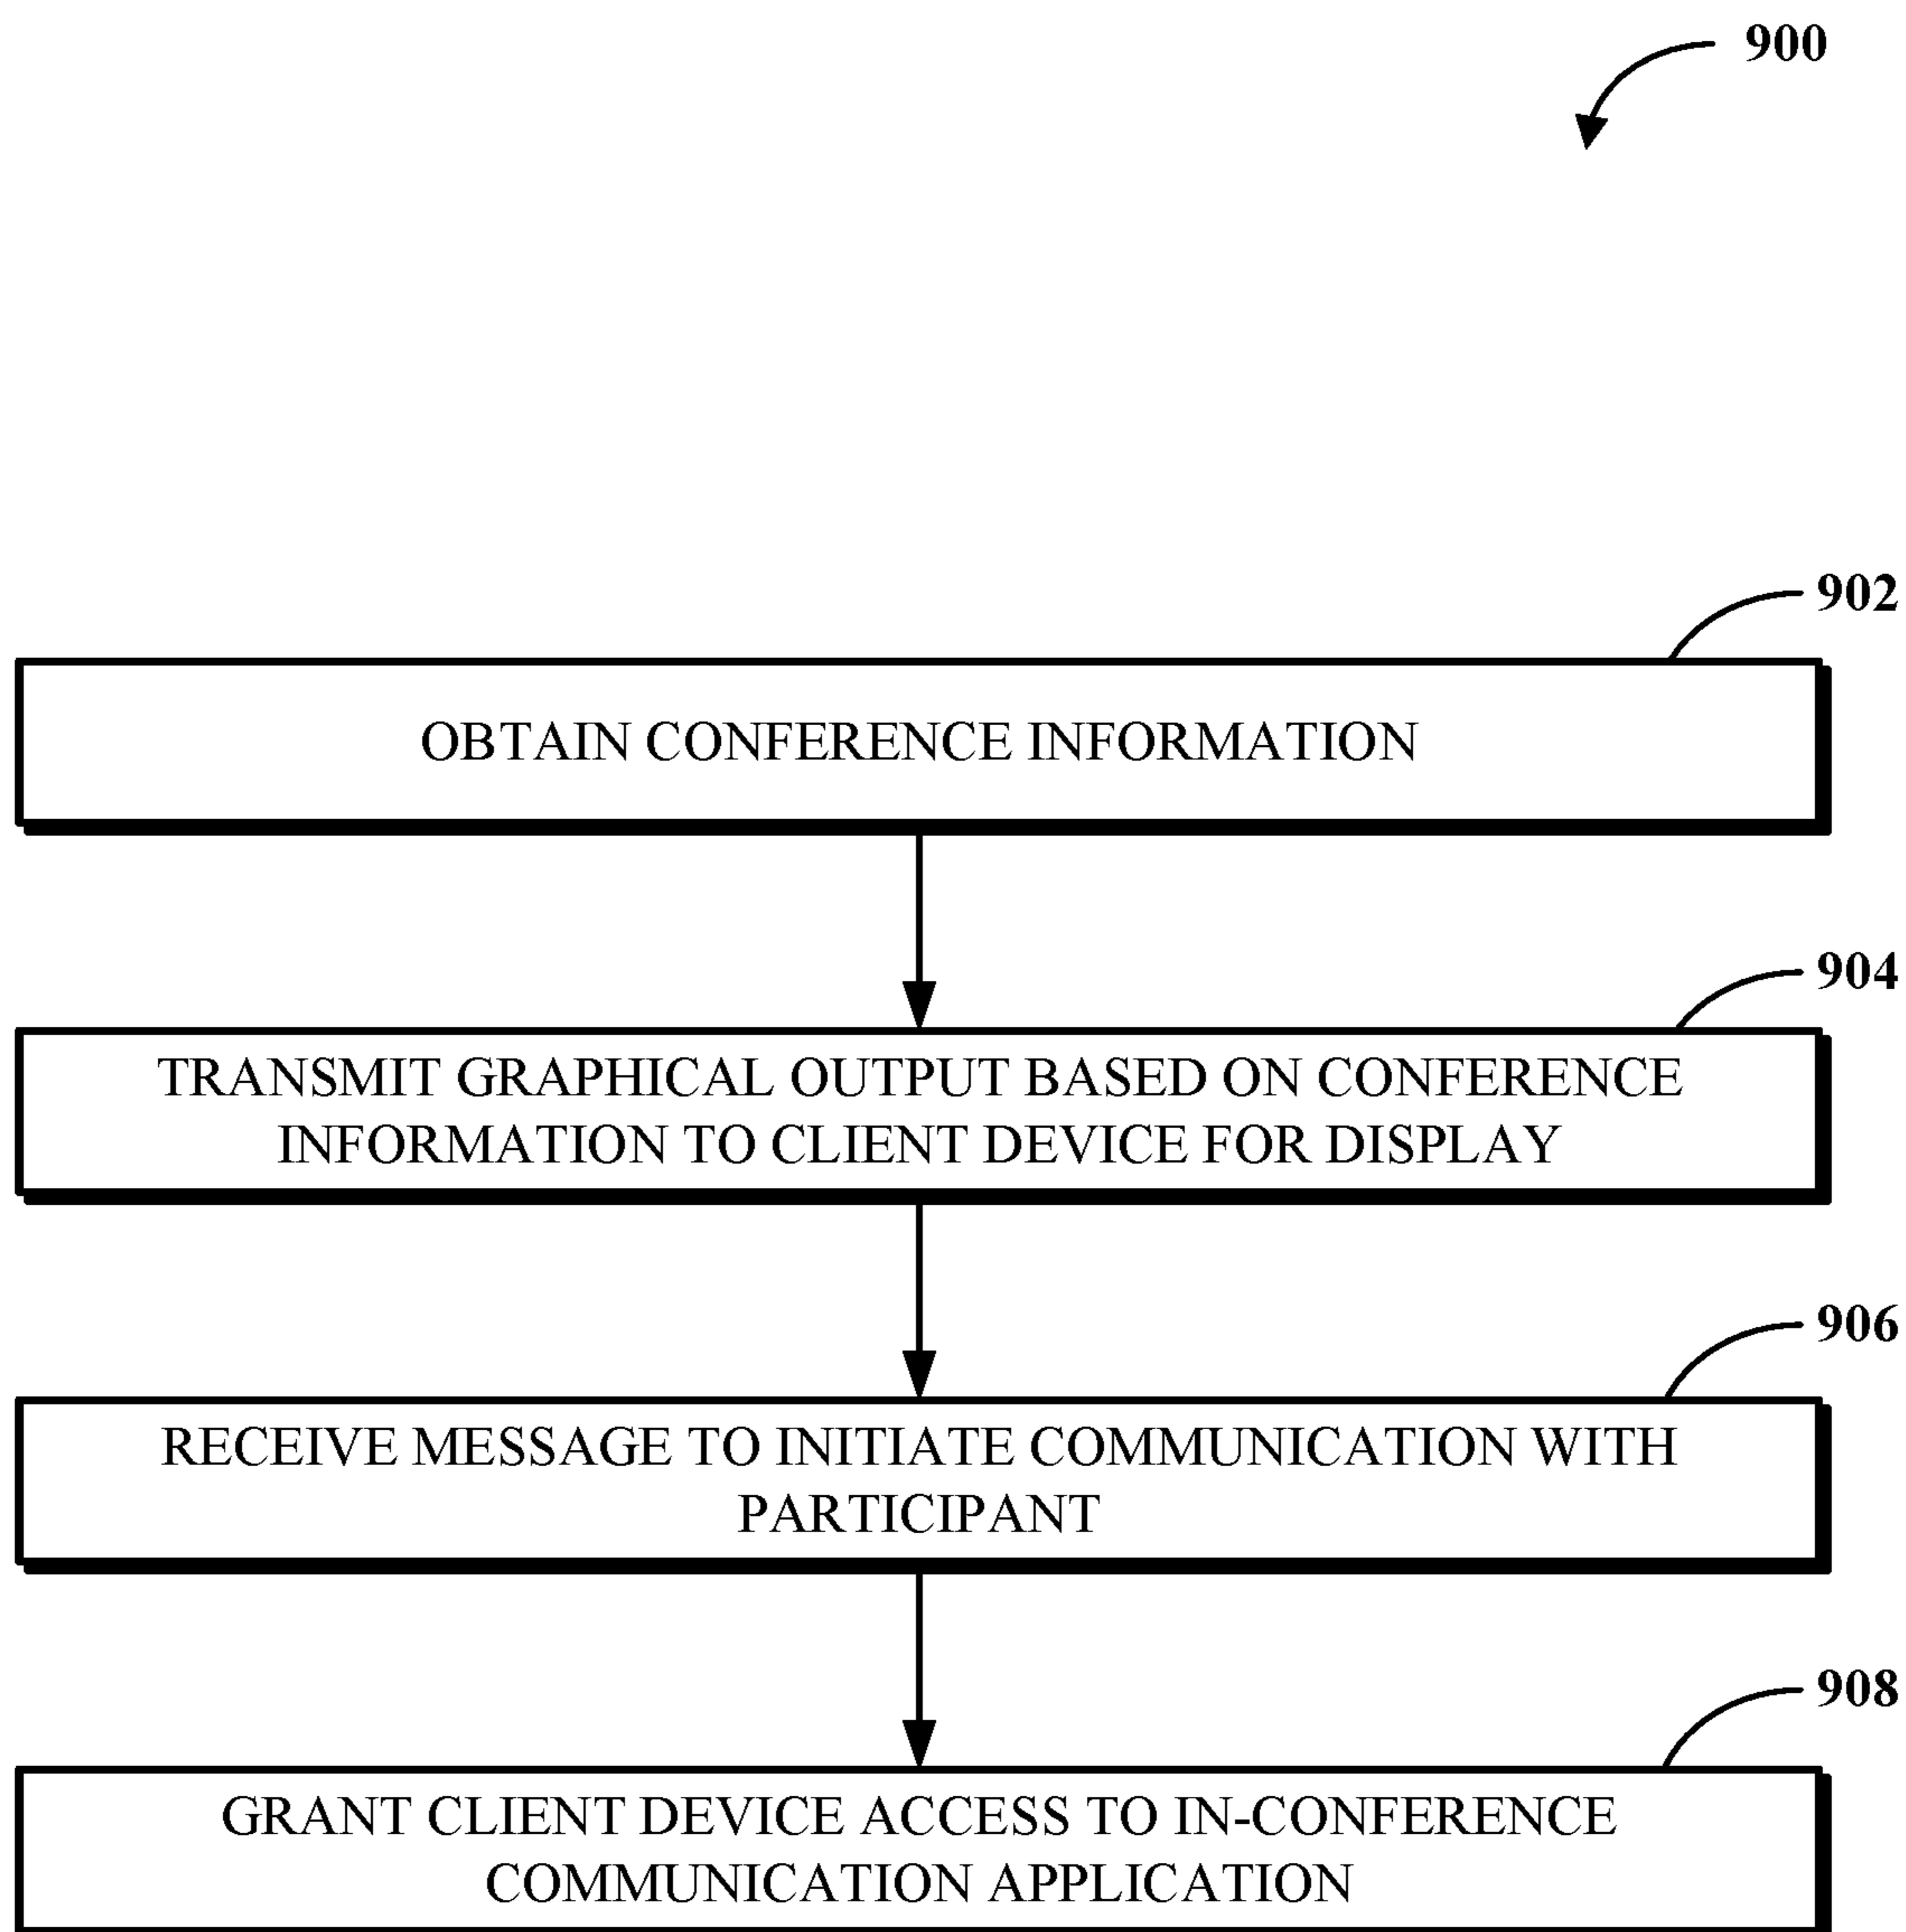 900
902
OBTAIN CONFERENCE INFORMATION
904
TRANSMIT GRAPHICAL OUTPUT BASED ON CONFERENCE
INFORMATION TO CLIENT DEVICE FOR DISPLAY
906
RECEIVE MESSAGE TO INITIATE COMMUNICATION WITH
PARTICIPANT
908
GRANT CLIENT DEVICE ACCESS TO IN-CONFERENCE
COMMUNICATION APPLICATION